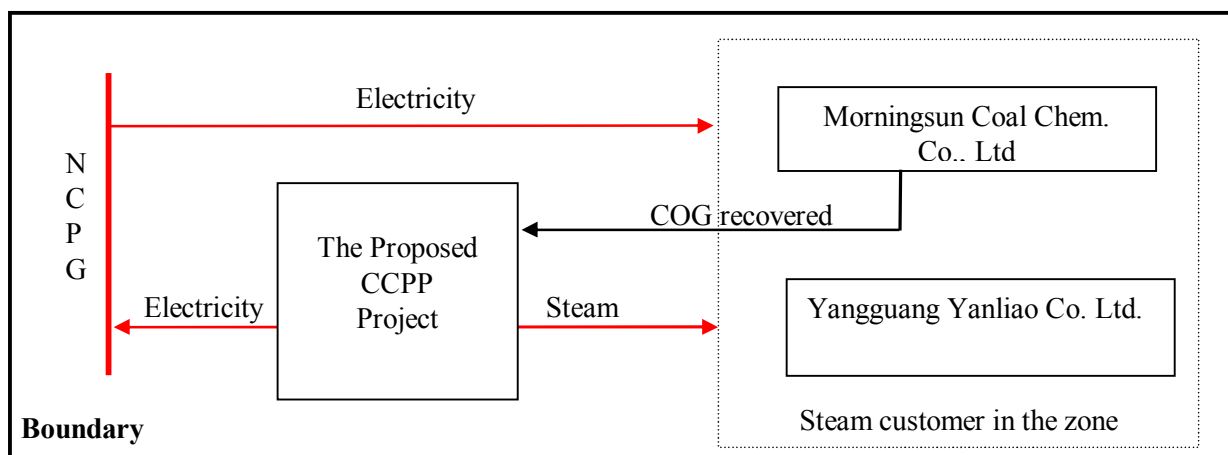 Electricity
Morningsun Coal Chem.
Co., Ltd
N
C
P
G
COG recovered
The Proposed
CCPP
Project
Electricity
Steam
Yangguang Yanliao Co. Ltd.
Steam customer in the zone
Boundary